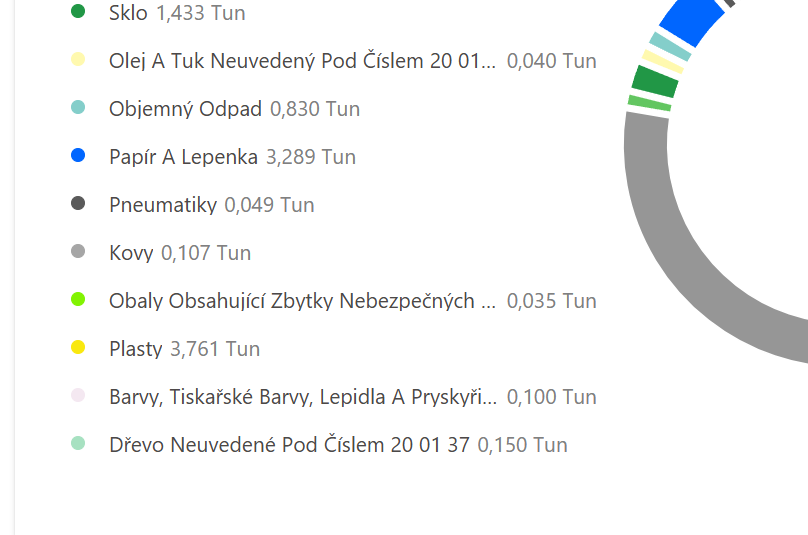 Sklo 1,433 Tun
Olej A Tuk Neuvedený Pod Číslem 20 01... 0,040 Tun
Objemný Odpad 0,830 Tun
Papír A Lepenka 3,289 Tun
Pneumatiky 0,049 Tun
Kovy 0,107 Tun
Obaly Obsahující Zbytky Nebezpečných ... 0,035 Tun
Plasty 3,761 Tun
Barvy, Tiskařské Barvy, Lepidla A Pryskyři... 0,100 Tun
Dřevo Neuvedené Pod Číslem 20 01 37 0,150 Tun